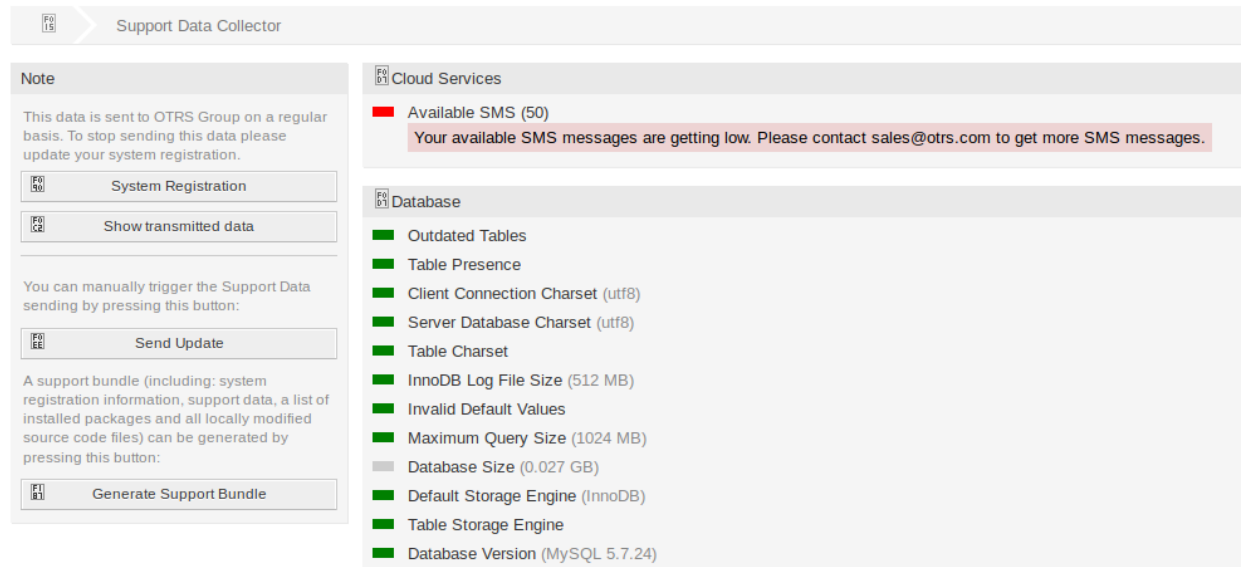 Support Data Collector
Note
This data is sent to OTRS Group on a regular
basis. To stop sending this data please
update your system registration.
System Registration
Show transmitted data
You can manually trigger the Support Data
sending by pressing this button:
Send Update
A support bundle (including: system
registration information, support data, a list of
installed packages and all locally modified
source code files) can be generated by
pressing this button:
Generate Support Bundle
Cloud Services
Available SMS (50)
Your available SMS messages are getting low. Please contact sales@otrs.com to get more SMS messages.
Database
Outdated Tables
Table Presence
Client Connection Charset (utf8)
Server Database Charset (utf8)
Table Charset
InnoDB Log File Size (512 MB)
Invalid Default Values
Maximum Query Size (1024 MB)
Database Size (0.027 GB)
Default Storage Engine (InnoDB)
Table Storage Engine
Database Version (MySQL 5.7.24)